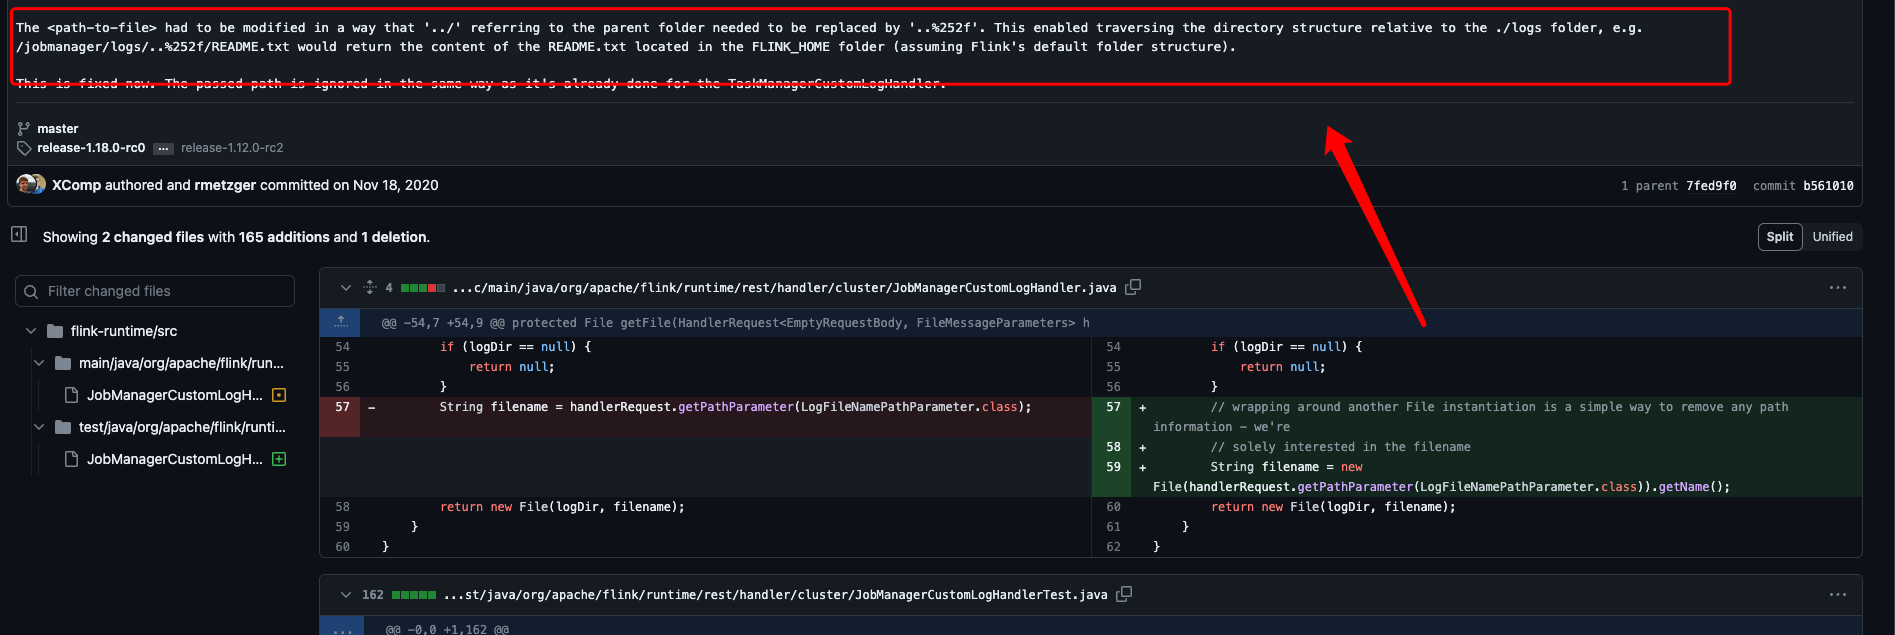 The <path-to-file> had to be modified in a way that '../' referring to the parent folder needed to be replaced by '..%252f'. This enabled traversing the directory structure relative to the ./logs folder, e.g.
/jobmanager/logs/..%252f/README.txt would return the content of the README.txt located in the FLINK_HOME folder (assuming Flink's default folder structure).
This is fixed now. The passed path is ignored in the same way as it's already done for the TaskManagerCustomLogHandler.
master
release-1.18.0-rc0 ... release-1.12.0-rc2
XComp authored and rmetzger committed on Nov 18, 2020
1 parent 7fed9f0 commit b561010
Showing 2 changed files with 165 additions and 1 deletion.
Split Unified
Filter changed files
flink-runtime/src
main/java/org/apache/flink/run...
JobManagerCustomLogH...
test/java/org/apache/flink/runti...
JobManagerCustomLogH...
4 ...c/main/java/org/apache/flink/runtime/rest/handler/cluster/JobManagerCustomLogHandler.java
@@ -54,7 +54,9 @@ protected File getFile(HandlerRequest<EmptyRequestBody, FileMessageParameters> h
54 if (logDir == null) {
55 return null;
56 }
57 - String filename = handlerRequest.getPathParameter(LogFileNamePathParameter.class);
58 return new File(logDir, filename);
59 }
60 }
54 if (logDir == null) {
55 return null;
56 }
57 + // wrapping around another File instantiation is a simple way to remove any path
information - we're
58 + // solely interested in the filename
59 + String filename = new
File(handlerRequest.getPathParameter(LogFileNamePathParameter.class)).getName();
60 return new File(logDir, filename);
61 }
62 }
162 ...st/java/org/apache/flink/runtime/rest/handler/cluster/JobManagerCustomLogHandlerTest.java
@@ -0,0 +1,162 @@